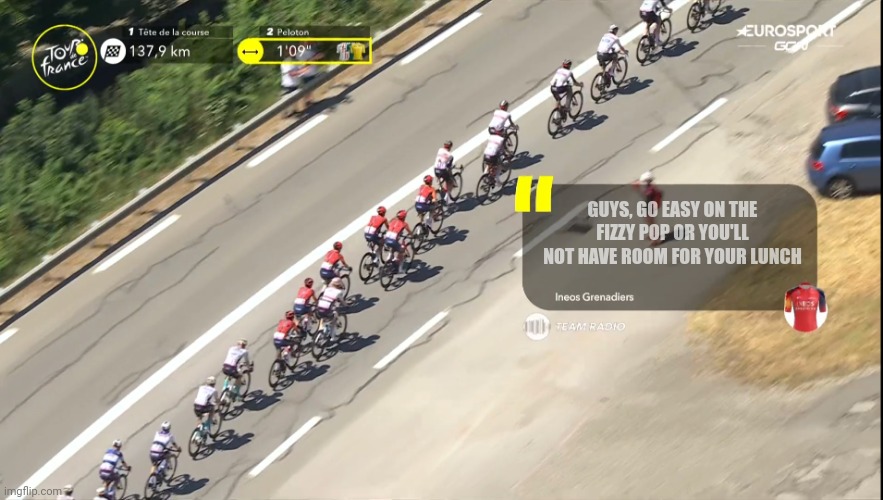 TOUR de france
1 Tête de la course
2 Peloton
137,9 km
1'09"
EUROSPORT
GCN
"
GUYS, GO EASY ON THE
FIZZY POP OR YOU'LL
NOT HAVE ROOM FOR YOUR LUNCH
Ineos Grenadiers
INEOS
TEAM RADIO
imgflip.com